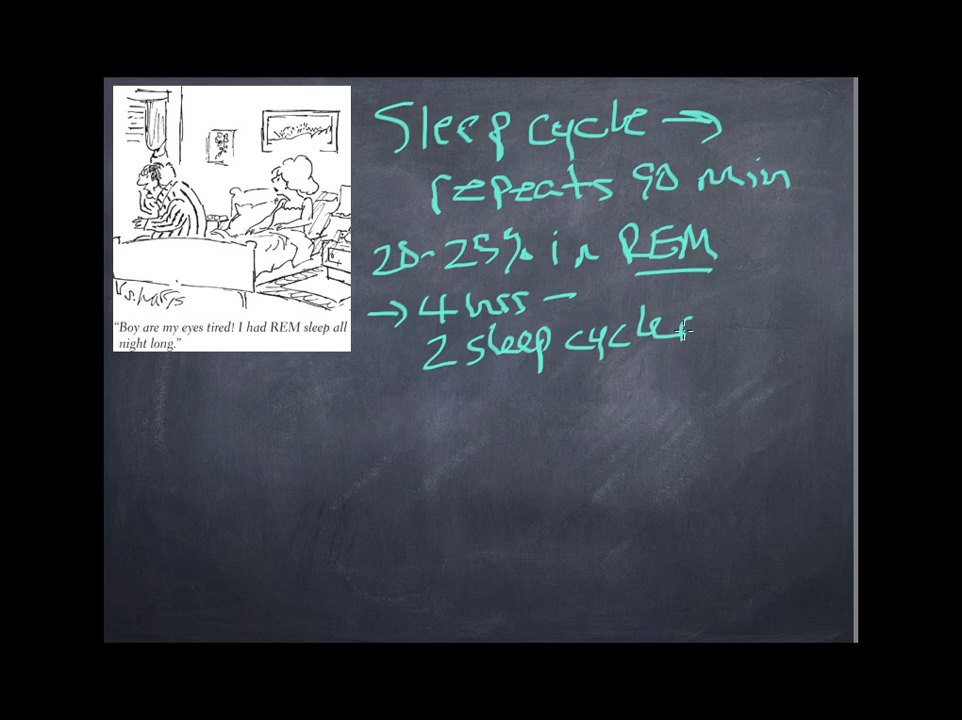 Sleep cycle →
repeats 90 min
20-25% in REM
→ 4 hrs –
2 sleep cycles
S. Harris
"Boy are my eyes tired! I had REM sleep all
night long."